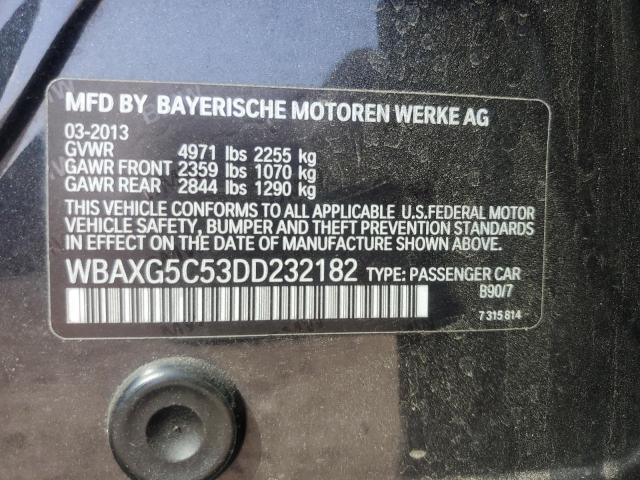 MFD BY BAYERISCHE MOTOREN WERKE AG
03-2013
GVWR 4971 lbs 2255 kg
GAWR FRONT 2359 lbs 1070 kg
GAWR REAR 2844 lbs 1290 kg
THIS VEHICLE CONFORMS TO ALL APPLICABLE U.S.FEDERAL MOTOR
VEHICLE SAFETY, BUMPER AND THEFT PREVENTION STANDARDS
IN EFFECT ON THE DATE OF MANUFACTURE SHOWN ABOVE.
WBAXG5C53DD232182 TYPE: PASSENGER CAR
B90/7
7 315 814